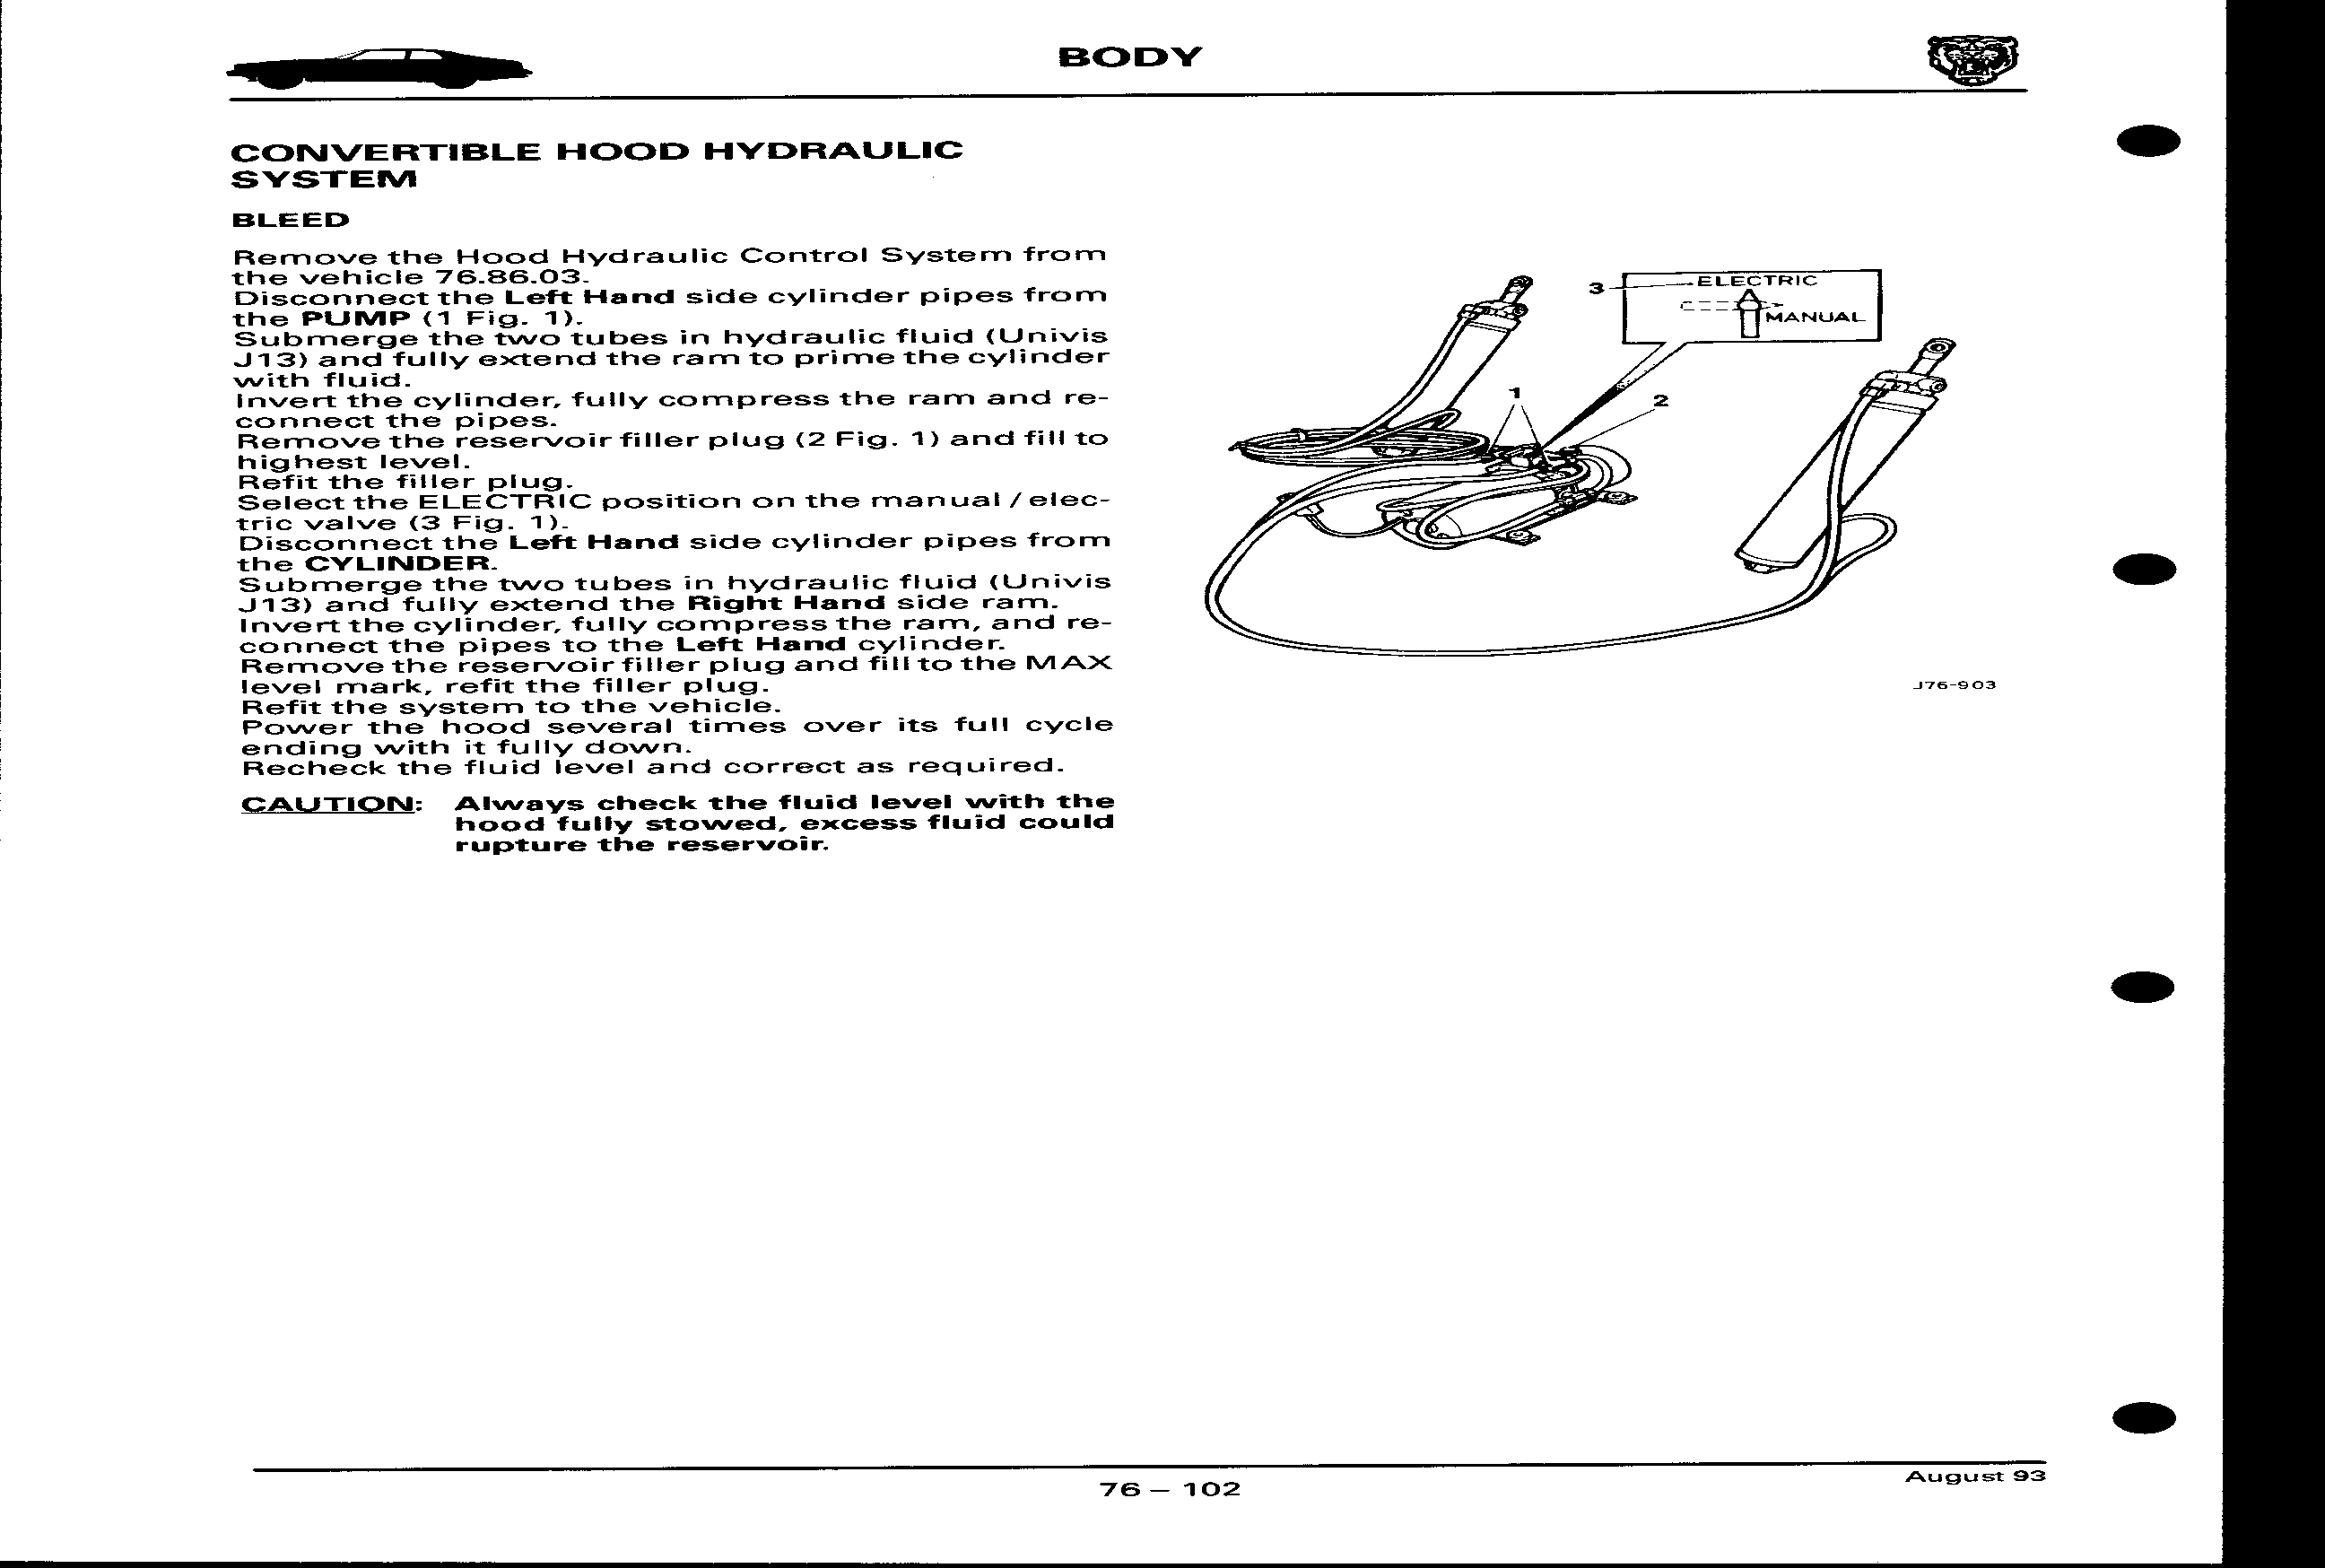 BODY
CONVERTIBLE HOOD HYDRAULIC
SYSTEM
BLEED
Remove the Hood Hydraulic Control System from
the vehicle 76.86.03.
Disconnect the Left Hand side cylinder pipes from
the PUMP (1 Fig. 1).
Submerge the two tubes in hydraulic fluid (Univis
J13) and fully extend the ram to prime the cylinder
with fluid.
Invert the cylinder, fully compress the ram and re-
connect the pipes.
Remove the reservoir filler plug (2 Fig. 1) and fill to
highest level.
Refit the filler plug.
Select the ELECTRIC position on the manual / elec-
tric valve (3 Fig. 1).
Disconnect the Left Hand side cylinder pipes from
the CYLINDER.
Submerge the two tubes in hydraulic fluid (Univis
J13) and fully extend the Right Hand side ram.
Invert the cylinder, fully compress the ram, and re-
connect the pipes to the Left Hand cylinder.
Remove the reservoir filler plug and fill to the MAX
level mark, refit the filler plug.
Refit the system to the vehicle.
Power the hood several times over its full cycle
ending with it fully down.
Recheck the fluid level and correct as required.
CAUTION: Always check the fluid level with the
hood fully stowed, excess fluid could
rupture the reservoir.
3
ELECTRIC
MANUAL
1
2
J76-903
76 – 102
August 93